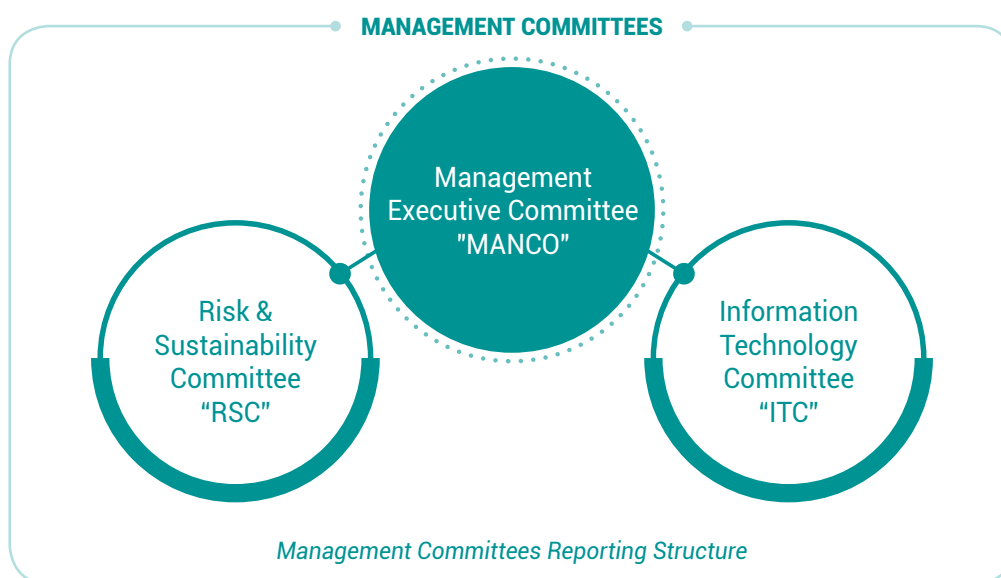 MANAGEMENT COMMITTEES
Management
Executive Committee
"MANCO"
Risk &
Sustainability
Committee
“RSC”
Information
Technology
Committee
“ITC”
Management Committees Reporting Structure